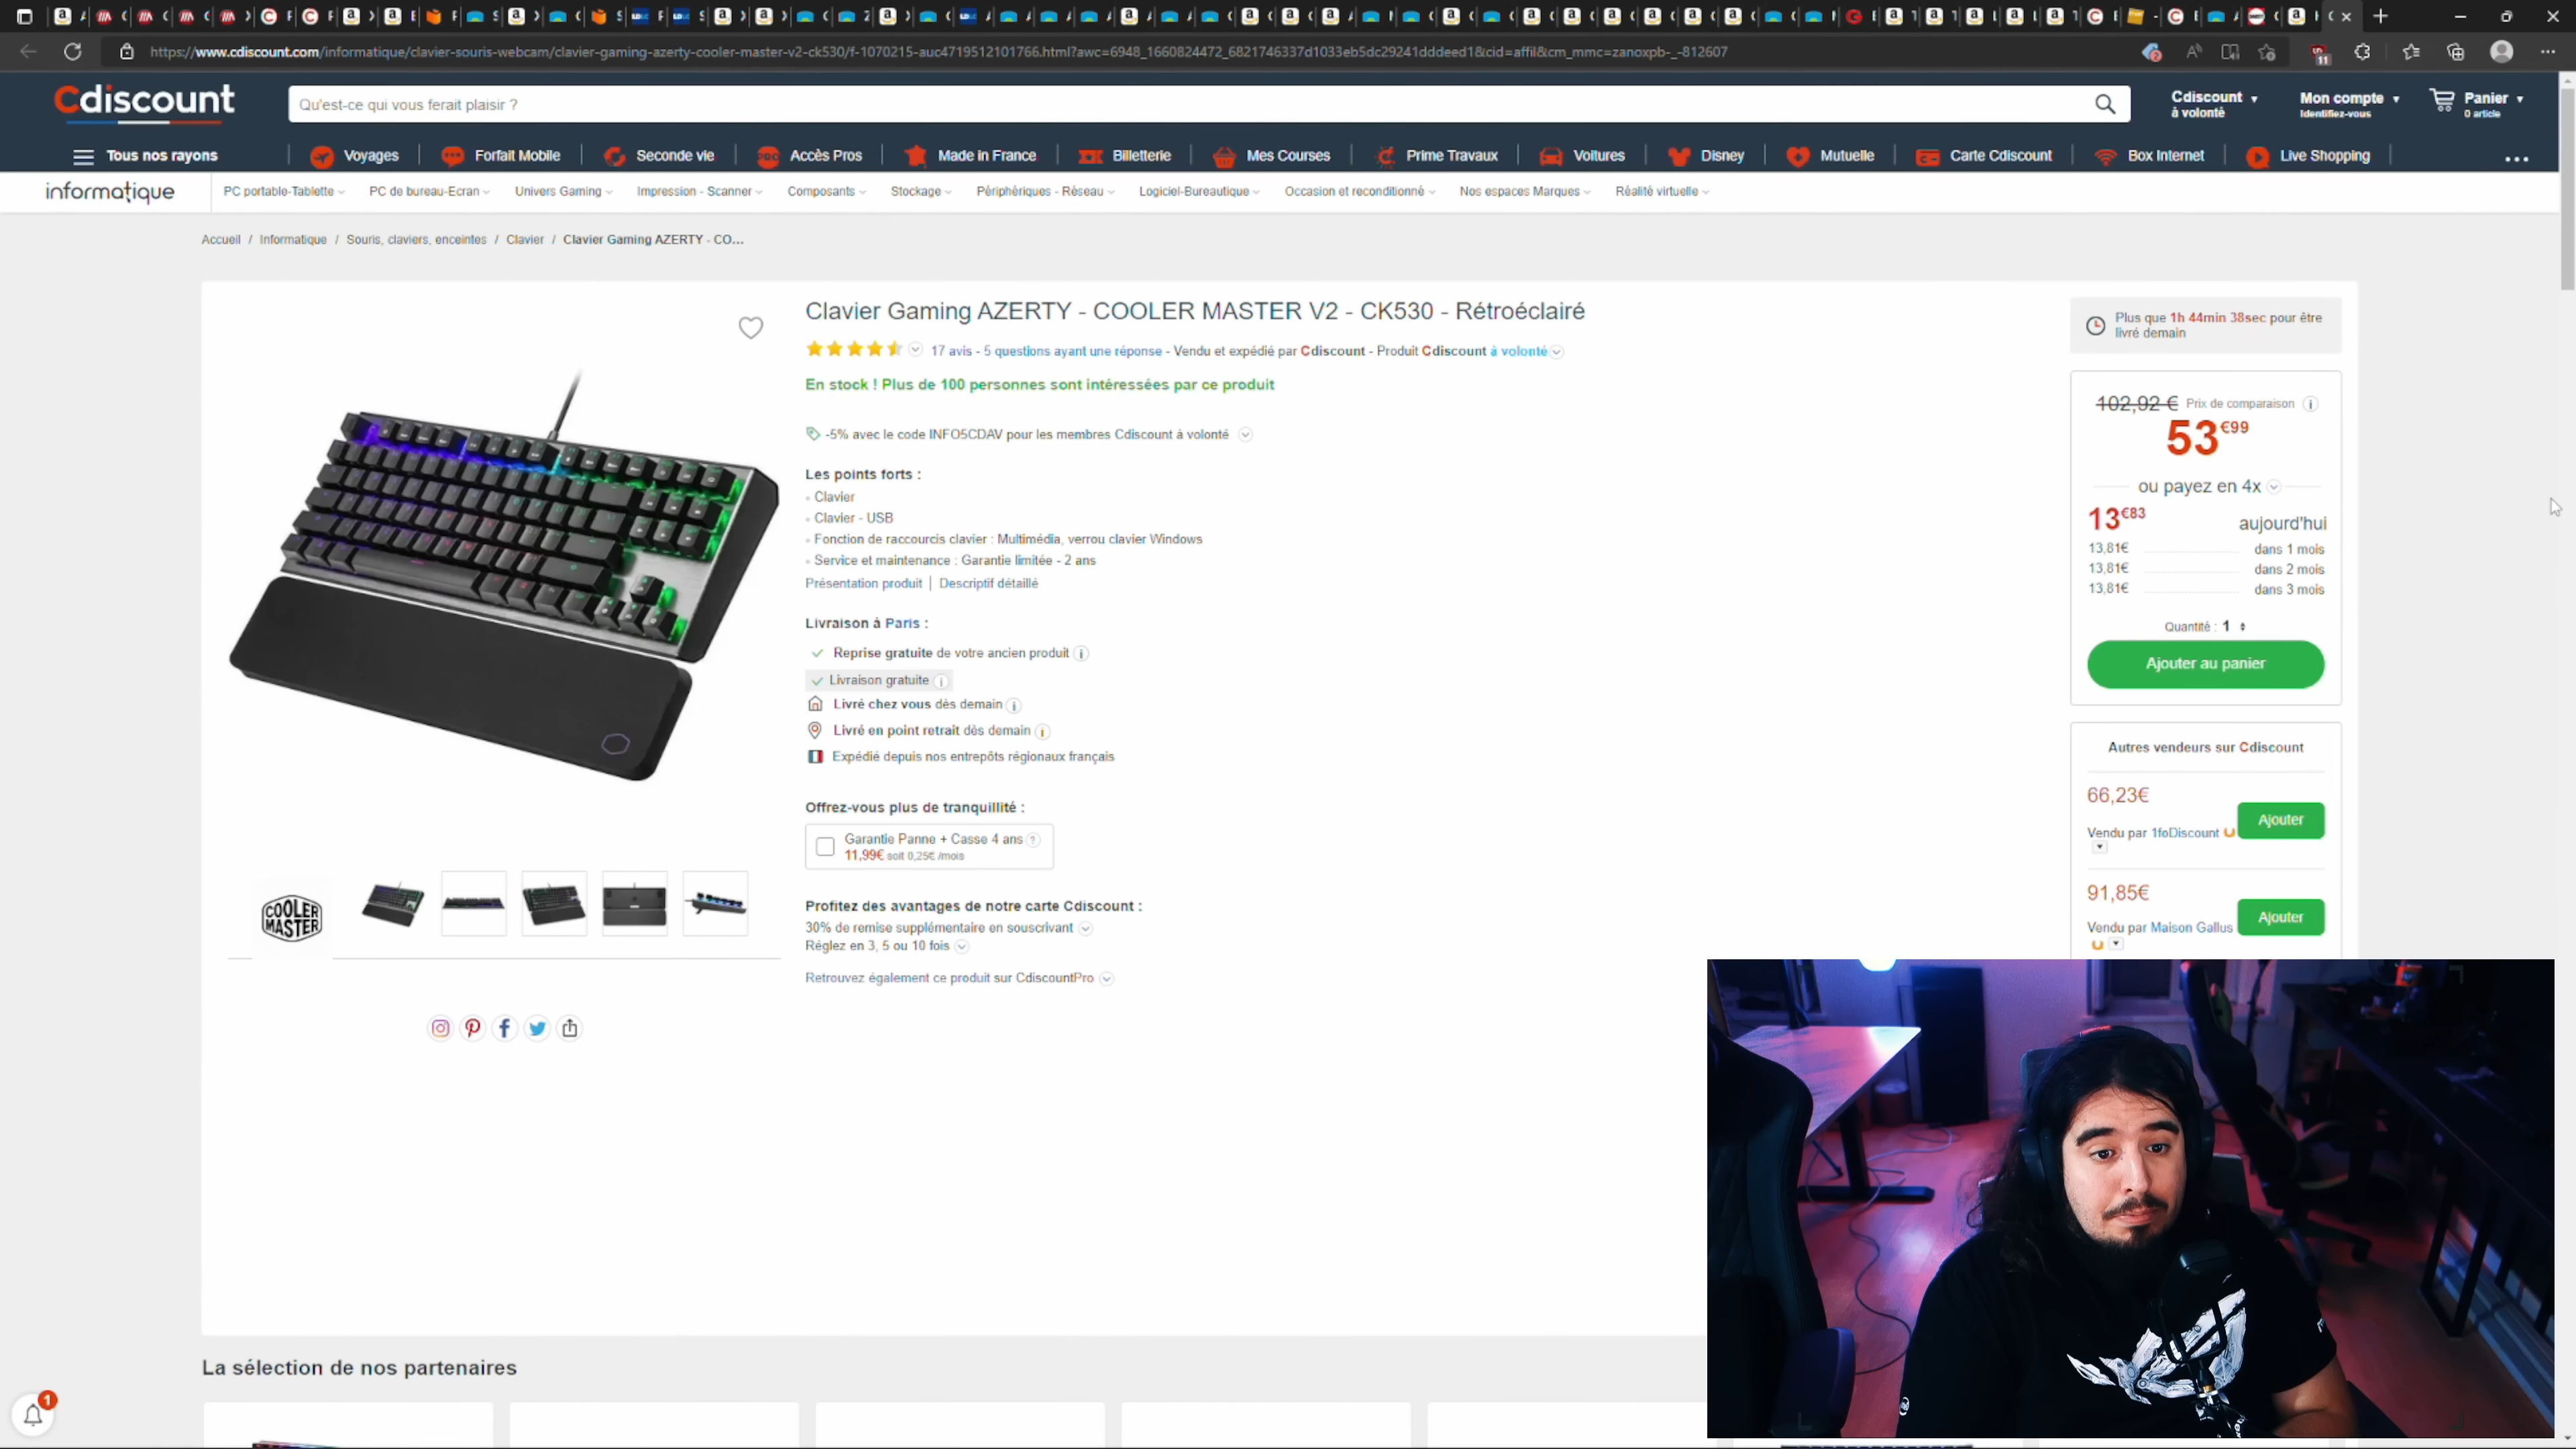 https://www.cdiscount.com/informatique/clavier-souris-webcam/clavier-gaming-azerty-cooler-master-v2-ck530/f-1070215-auc4719512101766.html?awc=6948_1660824472_6821746337d1033eb5dc29241dddeed1&cid=affil&cm_mmc=zanoxpb-_-812607
11
Cdiscount
Qu'est-ce qui vous ferait plaisir ?
Cdiscount à volonté
Mon compte
Identifiez-vous
Panier
0 article
Tous nos rayons
Voyages
Forfait Mobile
Seconde vie
Accès Pros
Made in France
Billetterie
Mes Courses
Prime Travaux
Voitures
Disney
Mutuelle
Carte Cdiscount
Box Internet
Live Shopping
informatique
PC portable-Tablette
PC de bureau-Ecran
Univers Gaming
Impression - Scanner
Composants
Stockage
Périphériques - Réseau
Logiciel-Bureautique
Occasion et reconditionné
Nos espaces Marques
Réalité virtuelle
Accueil / Informatique / Souris, claviers, enceintes / Clavier / Clavier Gaming AZERTY - CO...
Clavier Gaming AZERTY - COOLER MASTER V2 - CK530 - Rétroéclairé
17 avis - 5 questions ayant une réponse - Vendu et expédié par Cdiscount - Produit Cdiscount à volonté
En stock ! Plus de 100 personnes sont intéressées par ce produit
-5% avec le code INFO5CDAV pour les membres Cdiscount à volonté
Les points forts :
Clavier
Clavier - USB
Fonction de raccourcis clavier : Multimédia, verrou clavier Windows
Service et maintenance : Garantie limitée - 2 ans
Présentation produit | Descriptif détaillé
Livraison à Paris :
Reprise gratuite de votre ancien produit
Livraison gratuite
Livré chez vous dès demain
Livré en point retrait dès demain
Expédié depuis nos entrepôts régionaux français
Offrez-vous plus de tranquillité :
Garantie Panne + Casse 4 ans
11,99€ soit 0,25€ /mois
Profitez des avantages de notre carte Cdiscount :
30% de remise supplémentaire en souscrivant
Réglez en 3, 5 ou 10 fois
Retrouvez également ce produit sur CdiscountPro
COOLER MASTER
Plus que 1h 44min 38sec pour être
livré demain
102,92 € Prix de comparaison
53€99
ou payez en 4x
13€83 aujourd'hui
13,81€ dans 1 mois
13,81€ dans 2 mois
13,81€ dans 3 mois
Quantité : 1
Ajouter au panier
Autres vendeurs sur Cdiscount
66,23€
Ajouter
Vendu par 1foDiscount
91,85€
Ajouter
Vendu par Maison Gallus
La sélection de nos partenaires
1